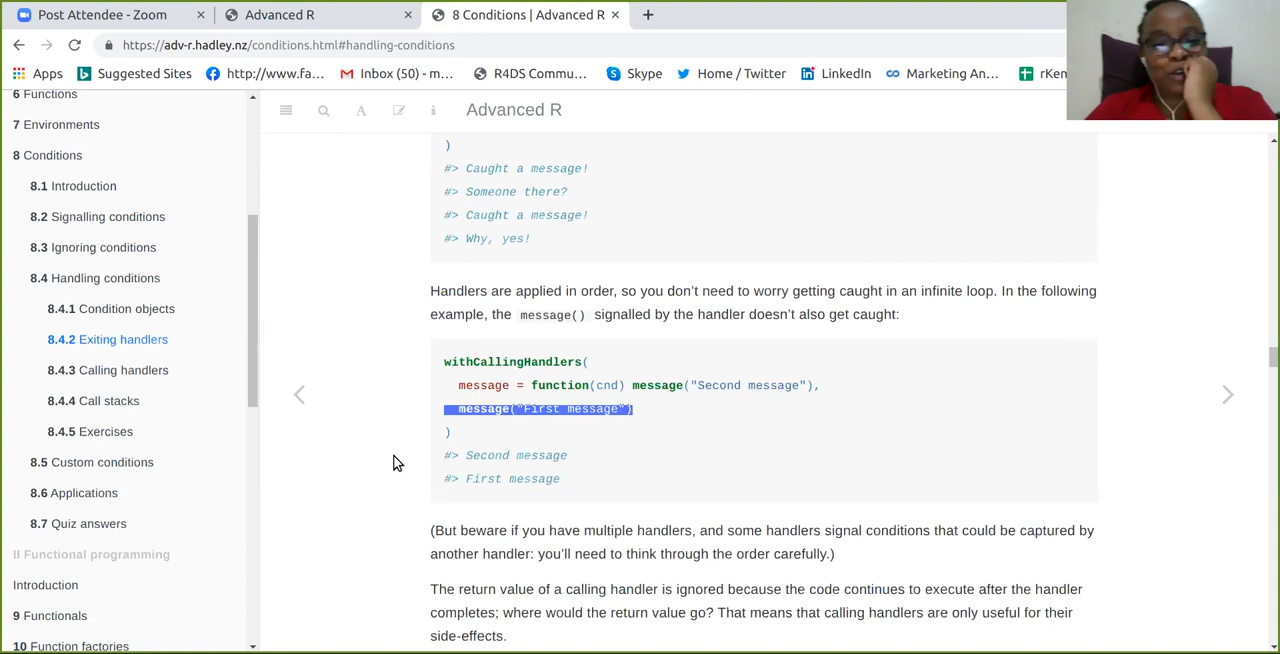 Post Attendee - Zoom
Advanced R
8 Conditions | Advanced R
https://adv-r.hadley.nz/conditions.html#handling-conditions
Apps
Suggested Sites
http://www.fa...
Inbox (50) - m...
R4DS Commu...
Skype
Home / Twitter
LinkedIn
Marketing An...
rKen
6 Functions
7 Environments
8 Conditions
8.1 Introduction
8.2 Signalling conditions
8.3 Ignoring conditions
8.4 Handling conditions
8.4.1 Condition objects
8.4.2 Exiting handlers
8.4.3 Calling handlers
8.4.4 Call stacks
8.4.5 Exercises
8.5 Custom conditions
8.6 Applications
8.7 Quiz answers
II Functional programming
Introduction
9 Functionals
10 Function factories
Advanced R
)
#> Caught a message!
#> Someone there?
#> Caught a message!
#> Why, yes!
Handlers are applied in order, so you don't need to worry getting caught in an infinite loop. In the following
example, the message() signalled by the handler doesn't also get caught:
withCallingHandlers(
message = function(cnd) message("Second message"),
message("First message")
)
#> Second message
#> First message
(But beware if you have multiple handlers, and some handlers signal conditions that could be captured by
another handler: you'll need to think through the order carefully.)
The return value of a calling handler is ignored because the code continues to execute after the handler
completes; where would the return value go? That means that calling handlers are only useful for their
side-effects.